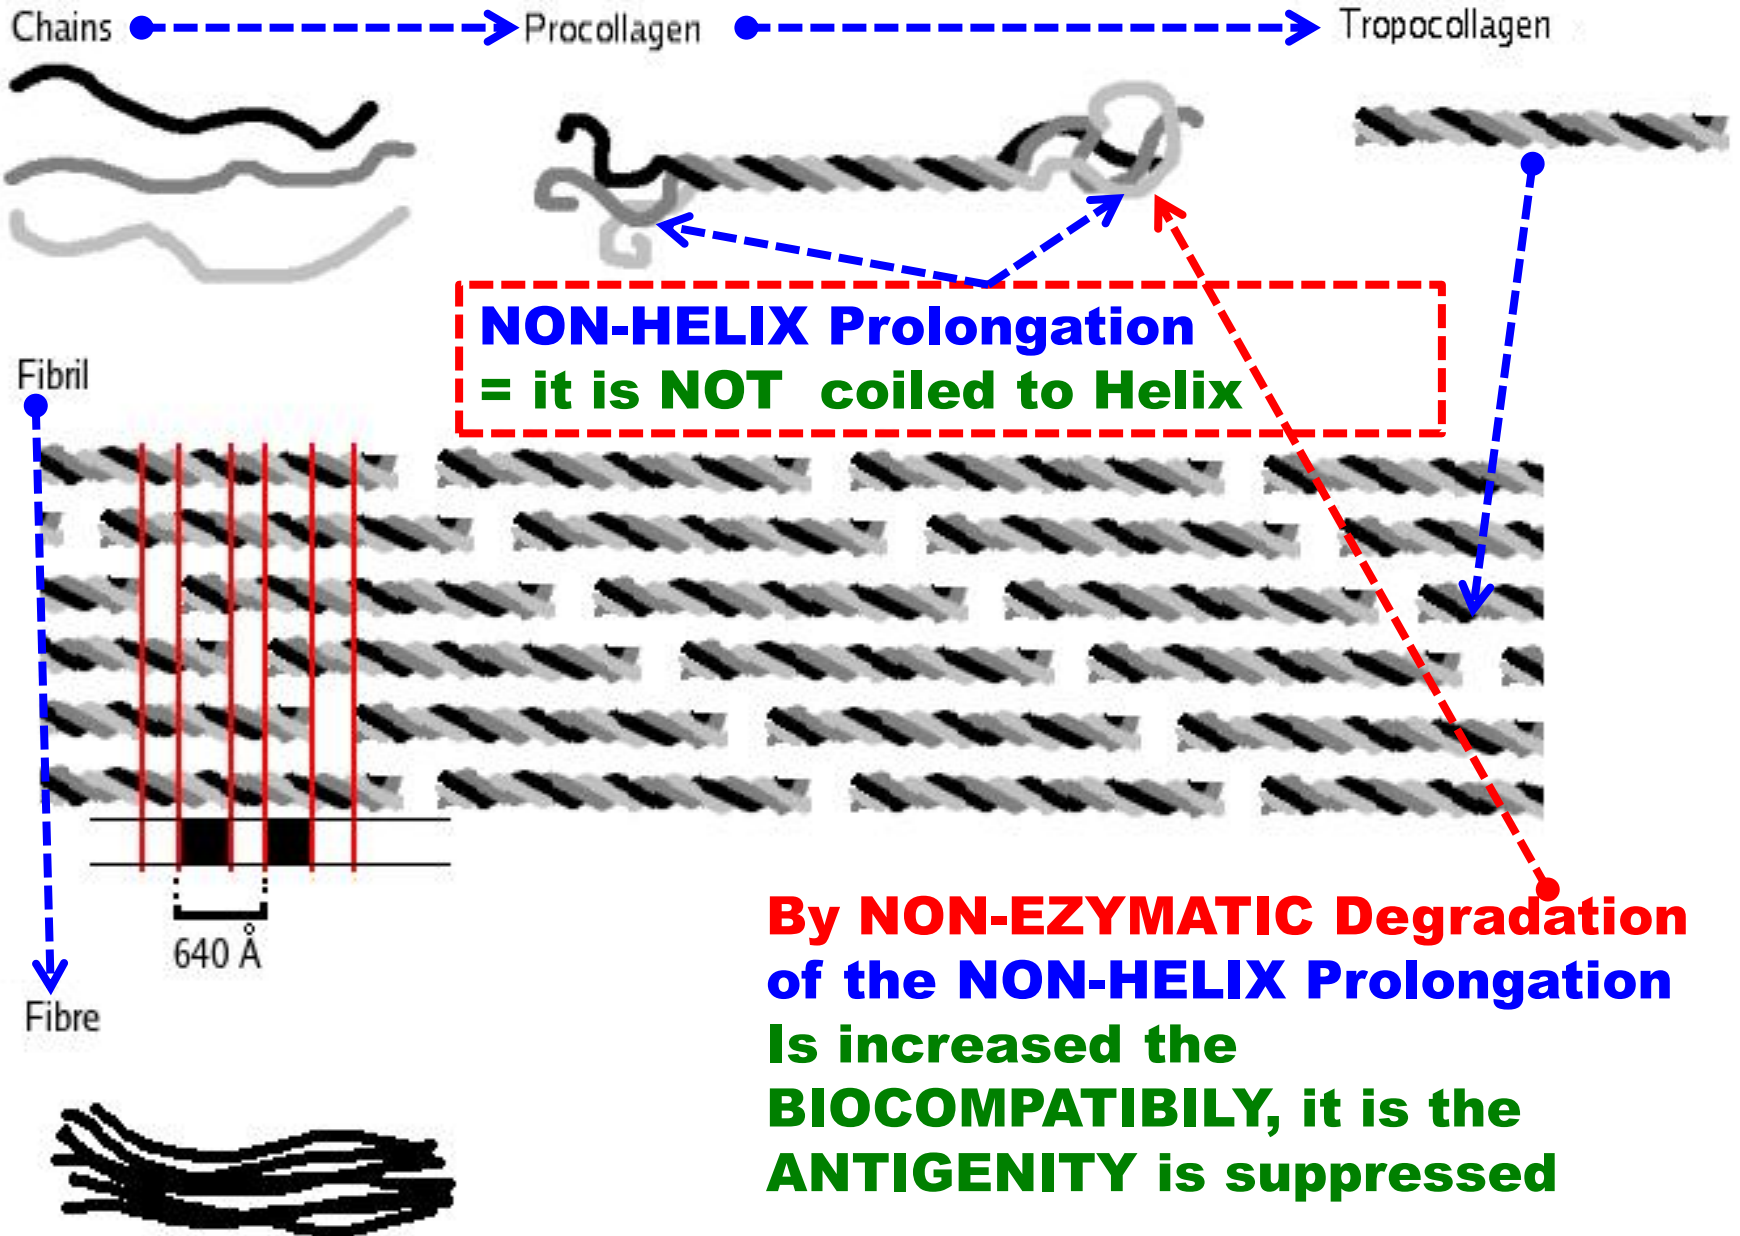 Chains
Procollagen
Tropocollagen
NON-HELIX Prolongation
= it is NOT coiled to Helix
Fibril
640 Å
Fibre
By NON-EZYMATIC Degradation
of the NON-HELIX Prolongation
Is increased the
BIOCOMPATIBILY, it is the
ANTIGENITY is suppressed